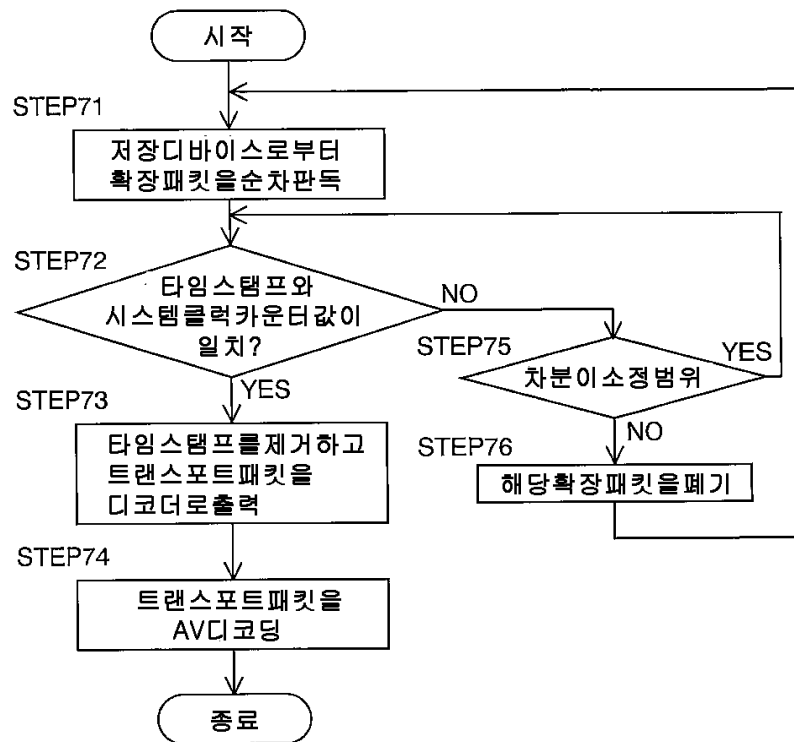 시작
STEP71
저장디바이스로부터
확장패킷을순차판독
STEP72
타임스탬프와
시스템클럭카운터값이
일치?
NO
YES
STEP75
차분이소정범위
YES
NO
STEP73
타임스탬프를제거하고
트랜스포트패킷을
디코더로출력
STEP76
해당확장패킷을폐기
STEP74
트랜스포트패킷을
AV디코딩
종료